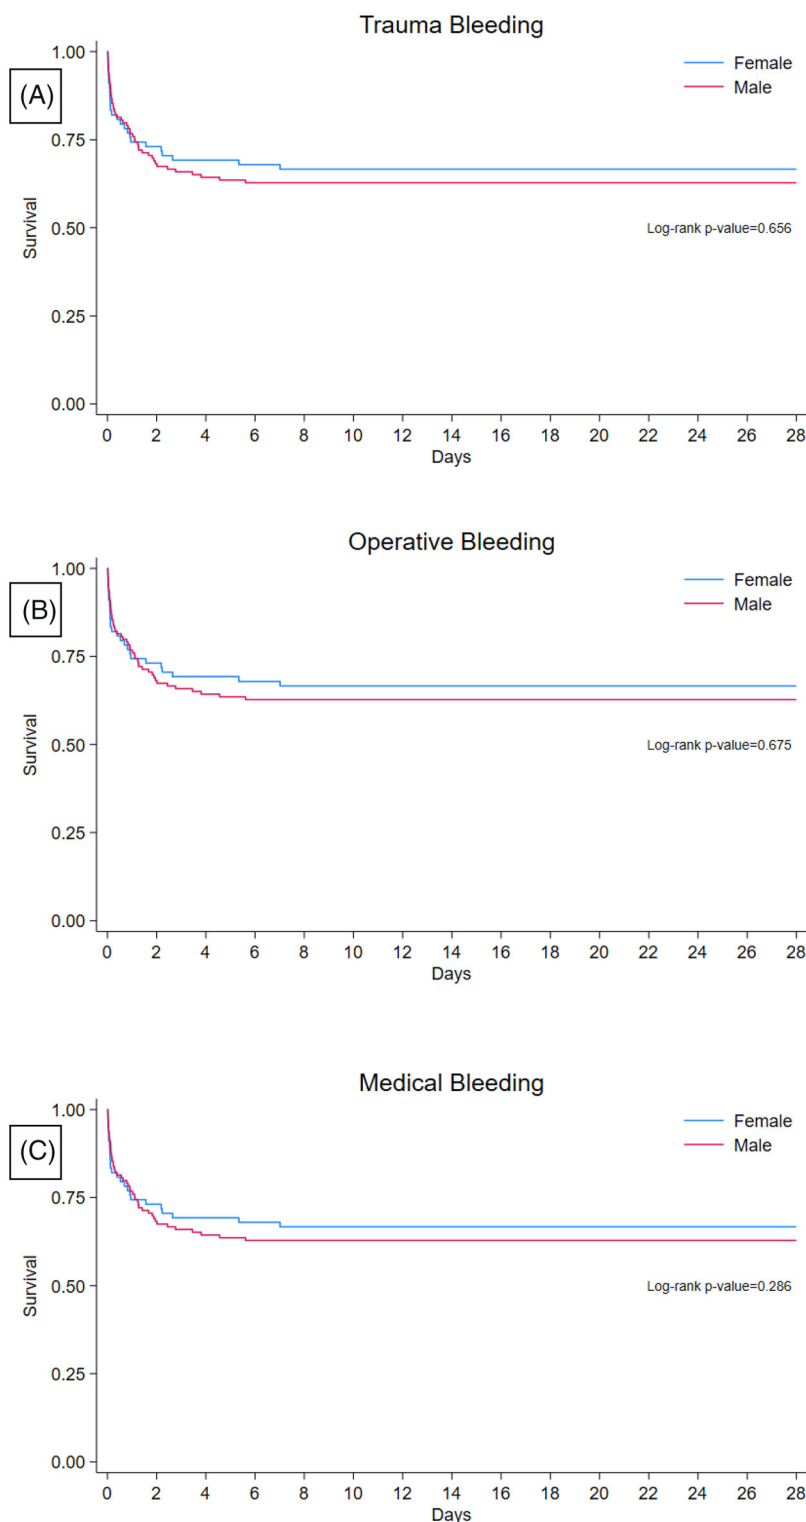 Trauma Bleeding
(A)
Female
Male
1.00
0.75
0.50
0.25
0.00
Survival
Log-rank p-value=0.656
0 2 4 6 8 10 12 14 16 18 20 22 24 26 28
Days
Operative Bleeding
(B)
Female
Male
1.00
0.75
0.50
0.25
0.00
Survival
Log-rank p-value=0.675
0 2 4 6 8 10 12 14 16 18 20 22 24 26 28
Days
Medical Bleeding
(C)
Female
Male
1.00
0.75
0.50
0.25
0.00
Survival
Log-rank p-value=0.286
0 2 4 6 8 10 12 14 16 18 20 22 24 26 28
Days